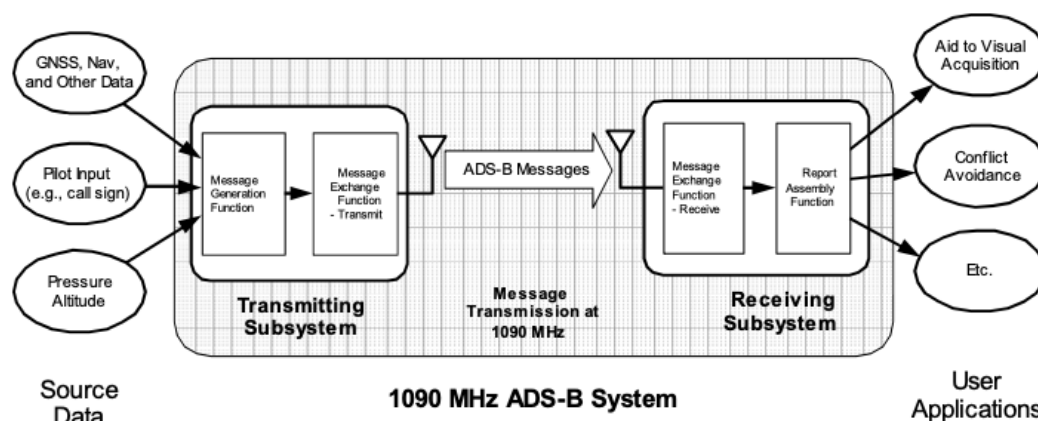 GNSS, Nav,
and Other Data
Pilot Input
(e.g., call sign)
Pressure
Altitude
Message
Generation
Function
Message
Exchange
Function
- Transmit
Transmitting
Subsystem
ADS-B Messages
Message
Transmission at
1090 MHz
Message
Exchange
Function
- Receive
Report
Assembly
Function
Receiving
Subsystem
Aid to Visual
Acquisition
Conflict
Avoidance
Etc.
Source
Data
1090 MHz ADS-B System
User
Applications